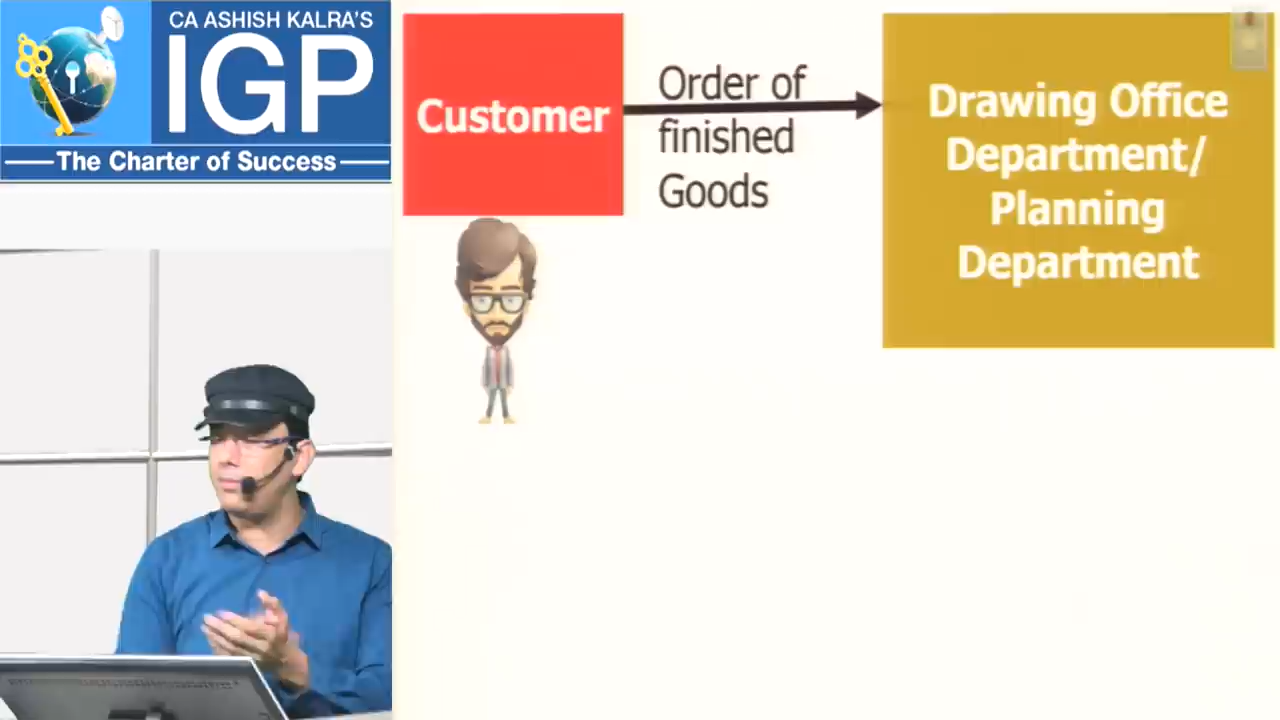 CA ASHISH KALRA'S
IGP
The Charter of Success
Customer
Order of
finished
Goods
Drawing Office
Department/
Planning
Department